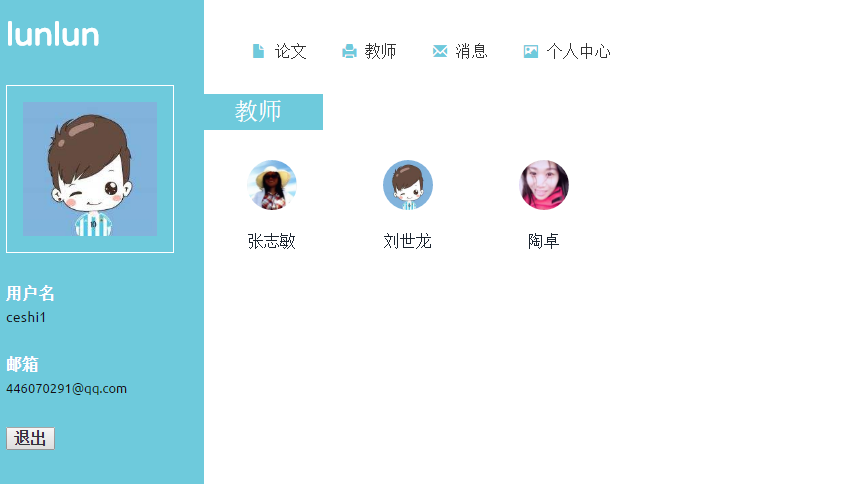 lunlun
论文 教师 消息 个人中心
教师
张志敏 刘世龙 陶卓
用户名
ceshi1
邮箱
446070291@qq.com
退出